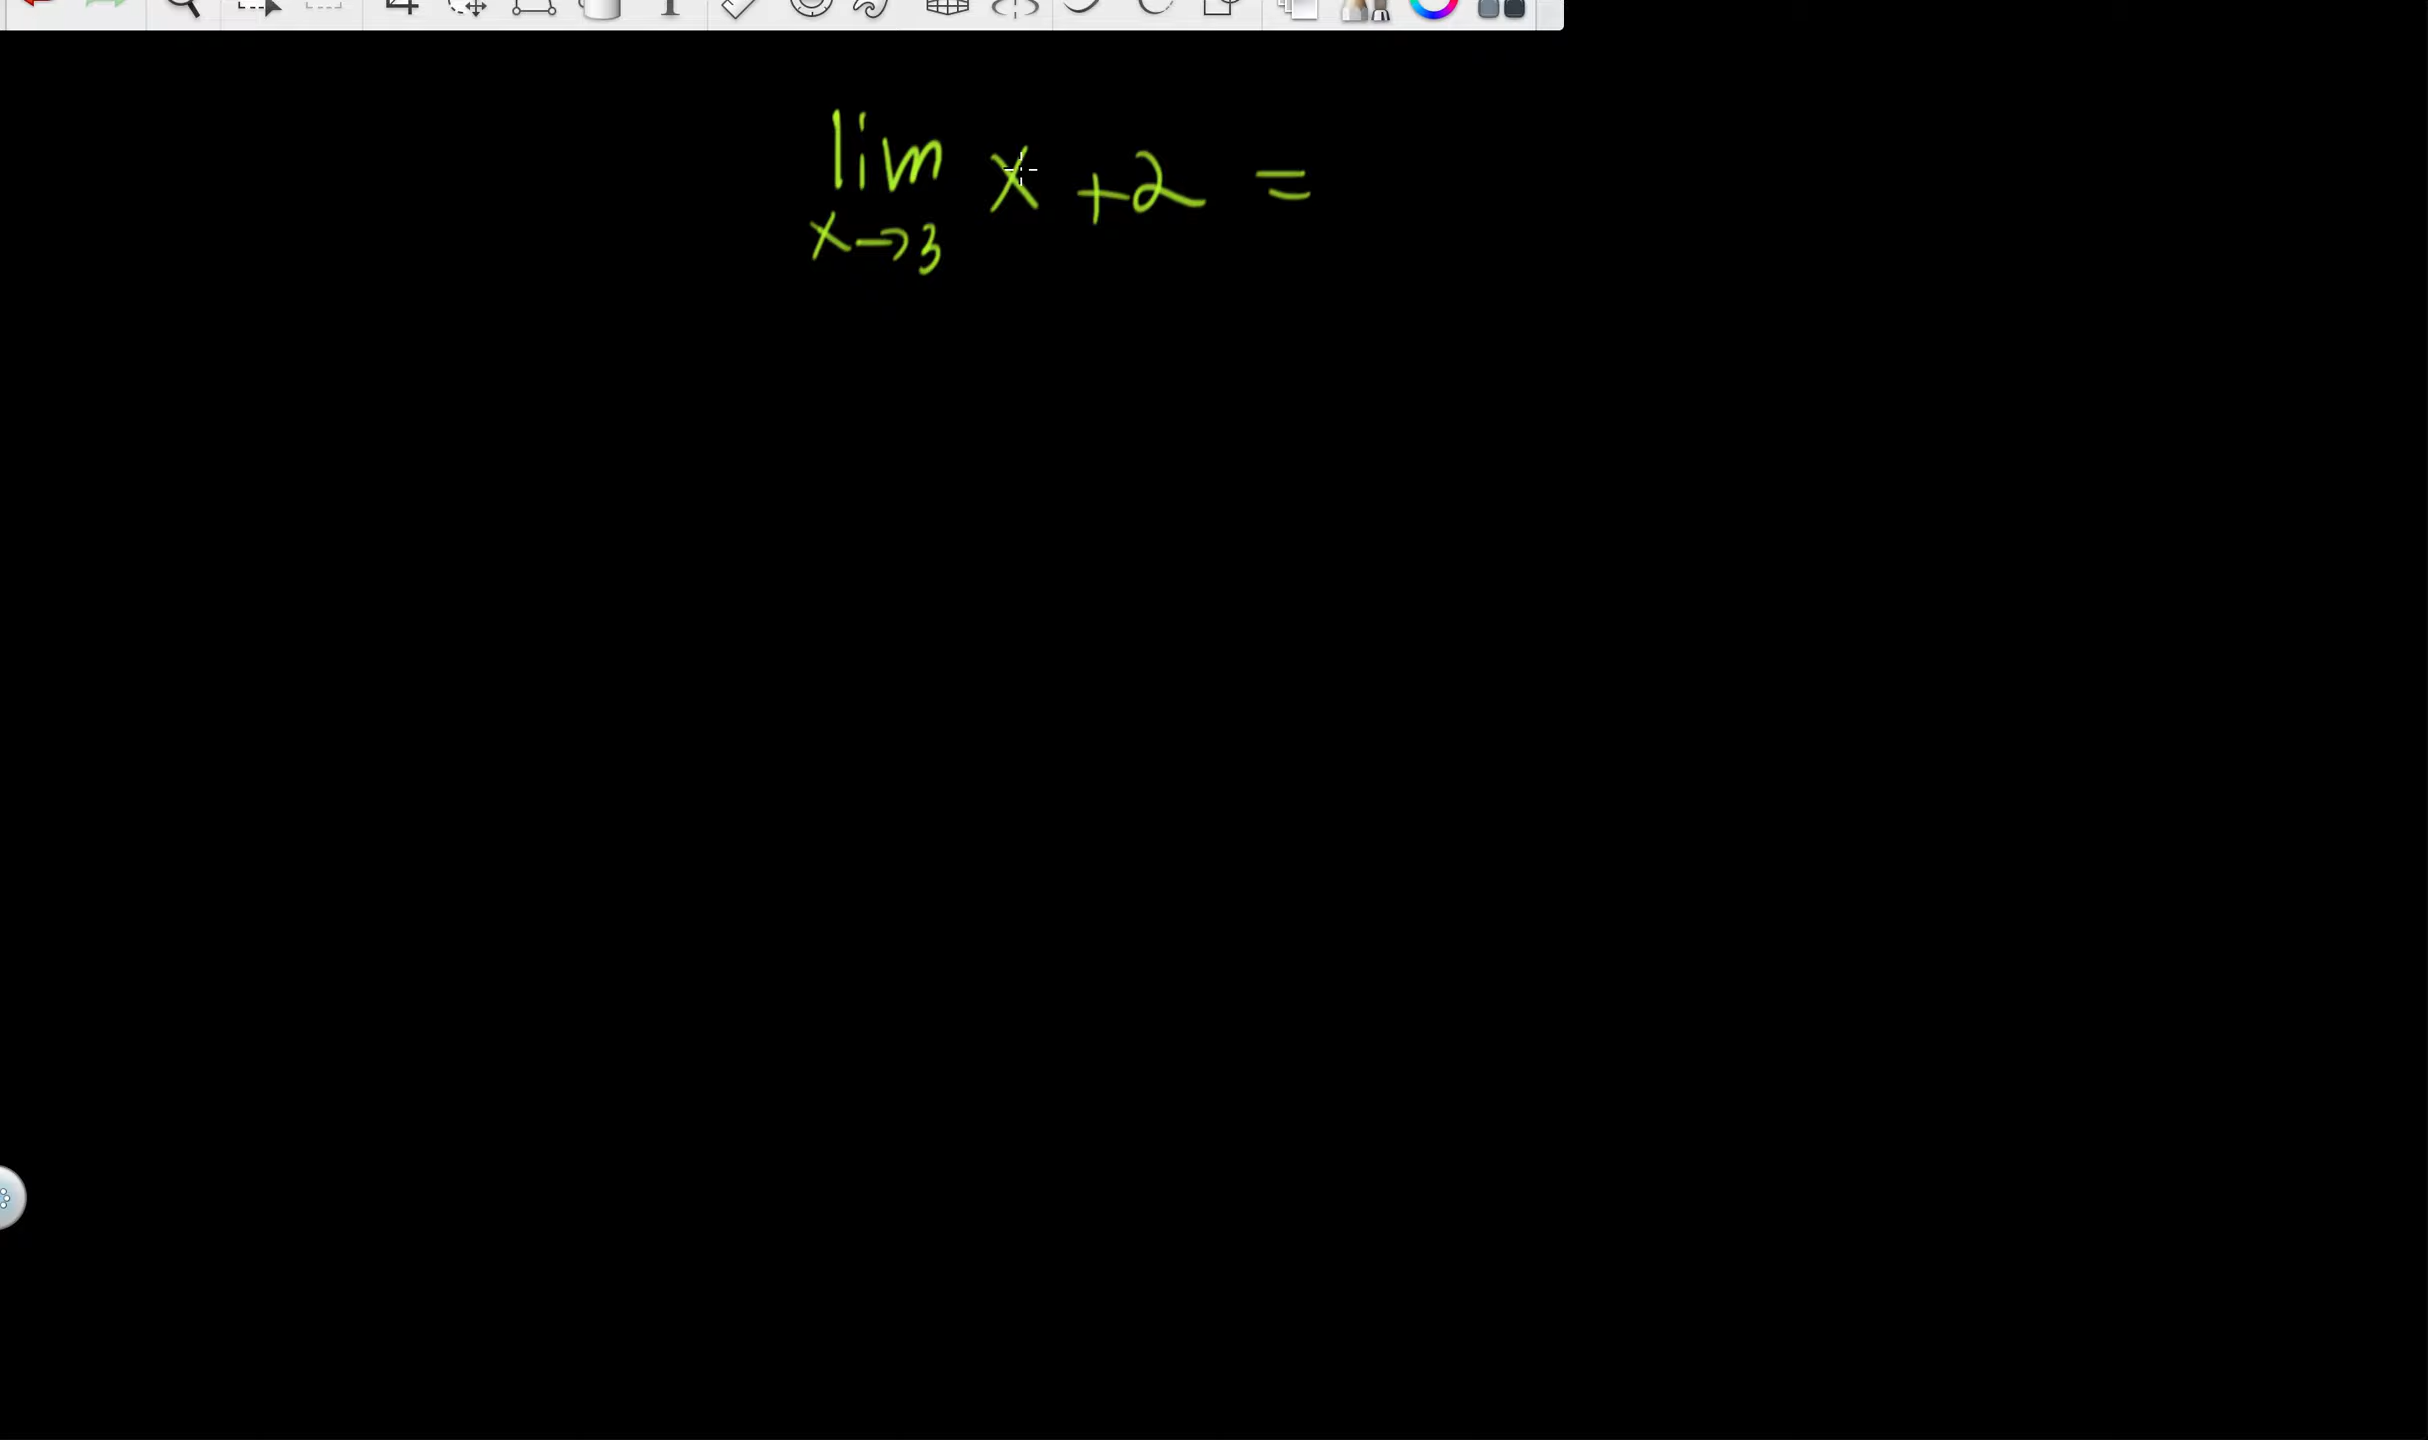 lim x + 2 =
x→3